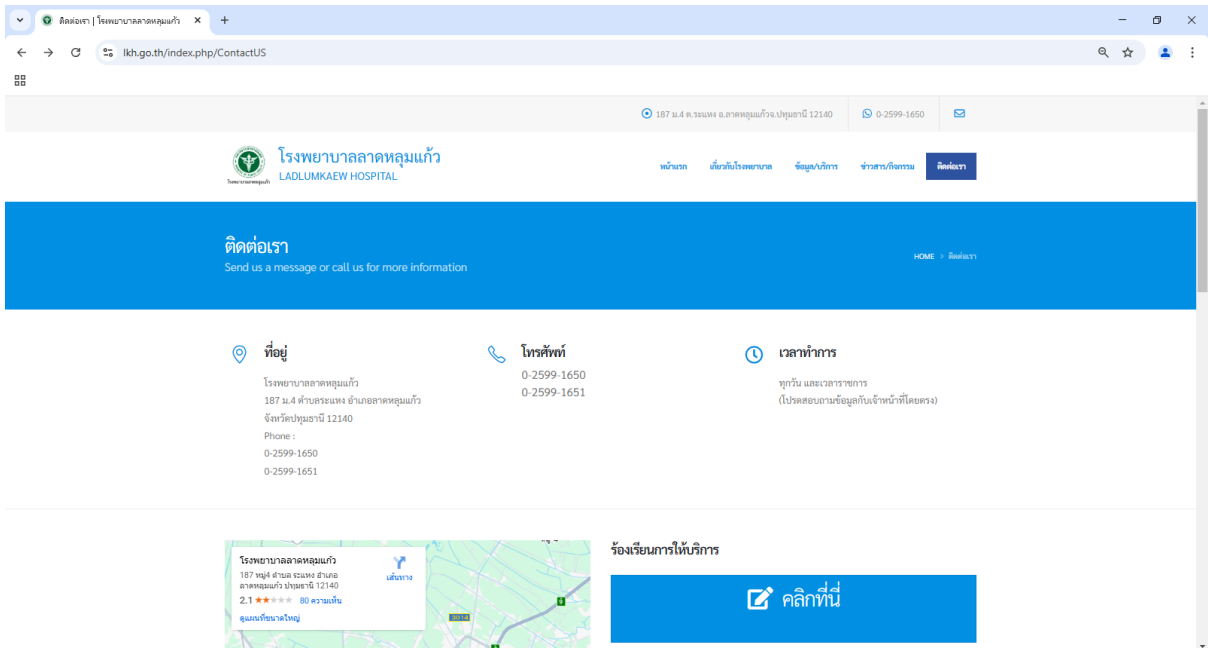 ติดต่อเรา | โรงพยาบาลลาดหลุมแก้ว
lkh.go.th/index.php/ContactUS
187 ม.4 ต.ระแหง อ.ลาดหลุมแก้วจ.ปทุมธานี 12140
0-2599-1650
โรงพยาบาลลาดหลุมแก้ว
LADLUMKAEW HOSPITAL
หน้าแรก เกี่ยวกับโรงพยาบาล ข้อมูล/บริการ ข่าวสาร/กิจกรรม ติดต่อเรา
ติดต่อเรา
Send us a message or call us for more information
HOME > ติดต่อเรา
ที่อยู่
โรงพยาบาลลาดหลุมแก้ว
187 ม.4 ตำบลระแหง อำเภอลาดหลุมแก้ว
จังหวัดปทุมธานี 12140
Phone :
0-2599-1650
0-2599-1651
โทรศัพท์
0-2599-1650
0-2599-1651
เวลาทำการ
ทุกวัน และเวลาราชการ
(โปรดสอบถามข้อมูลกับเจ้าหน้าที่โดยตรง)
โรงพยาบาลลาดหลุมแก้ว
187 หมู่4 ตำบล ระแหง อำเภอ
ลาดหลุมแก้ว ปทุมธานี 12140
2.1 80 ความเห็น
ดูแผนที่ขนาดใหญ่
เส้นทาง
3014
ร้องเรียนการให้บริการ
คลิกที่นี่